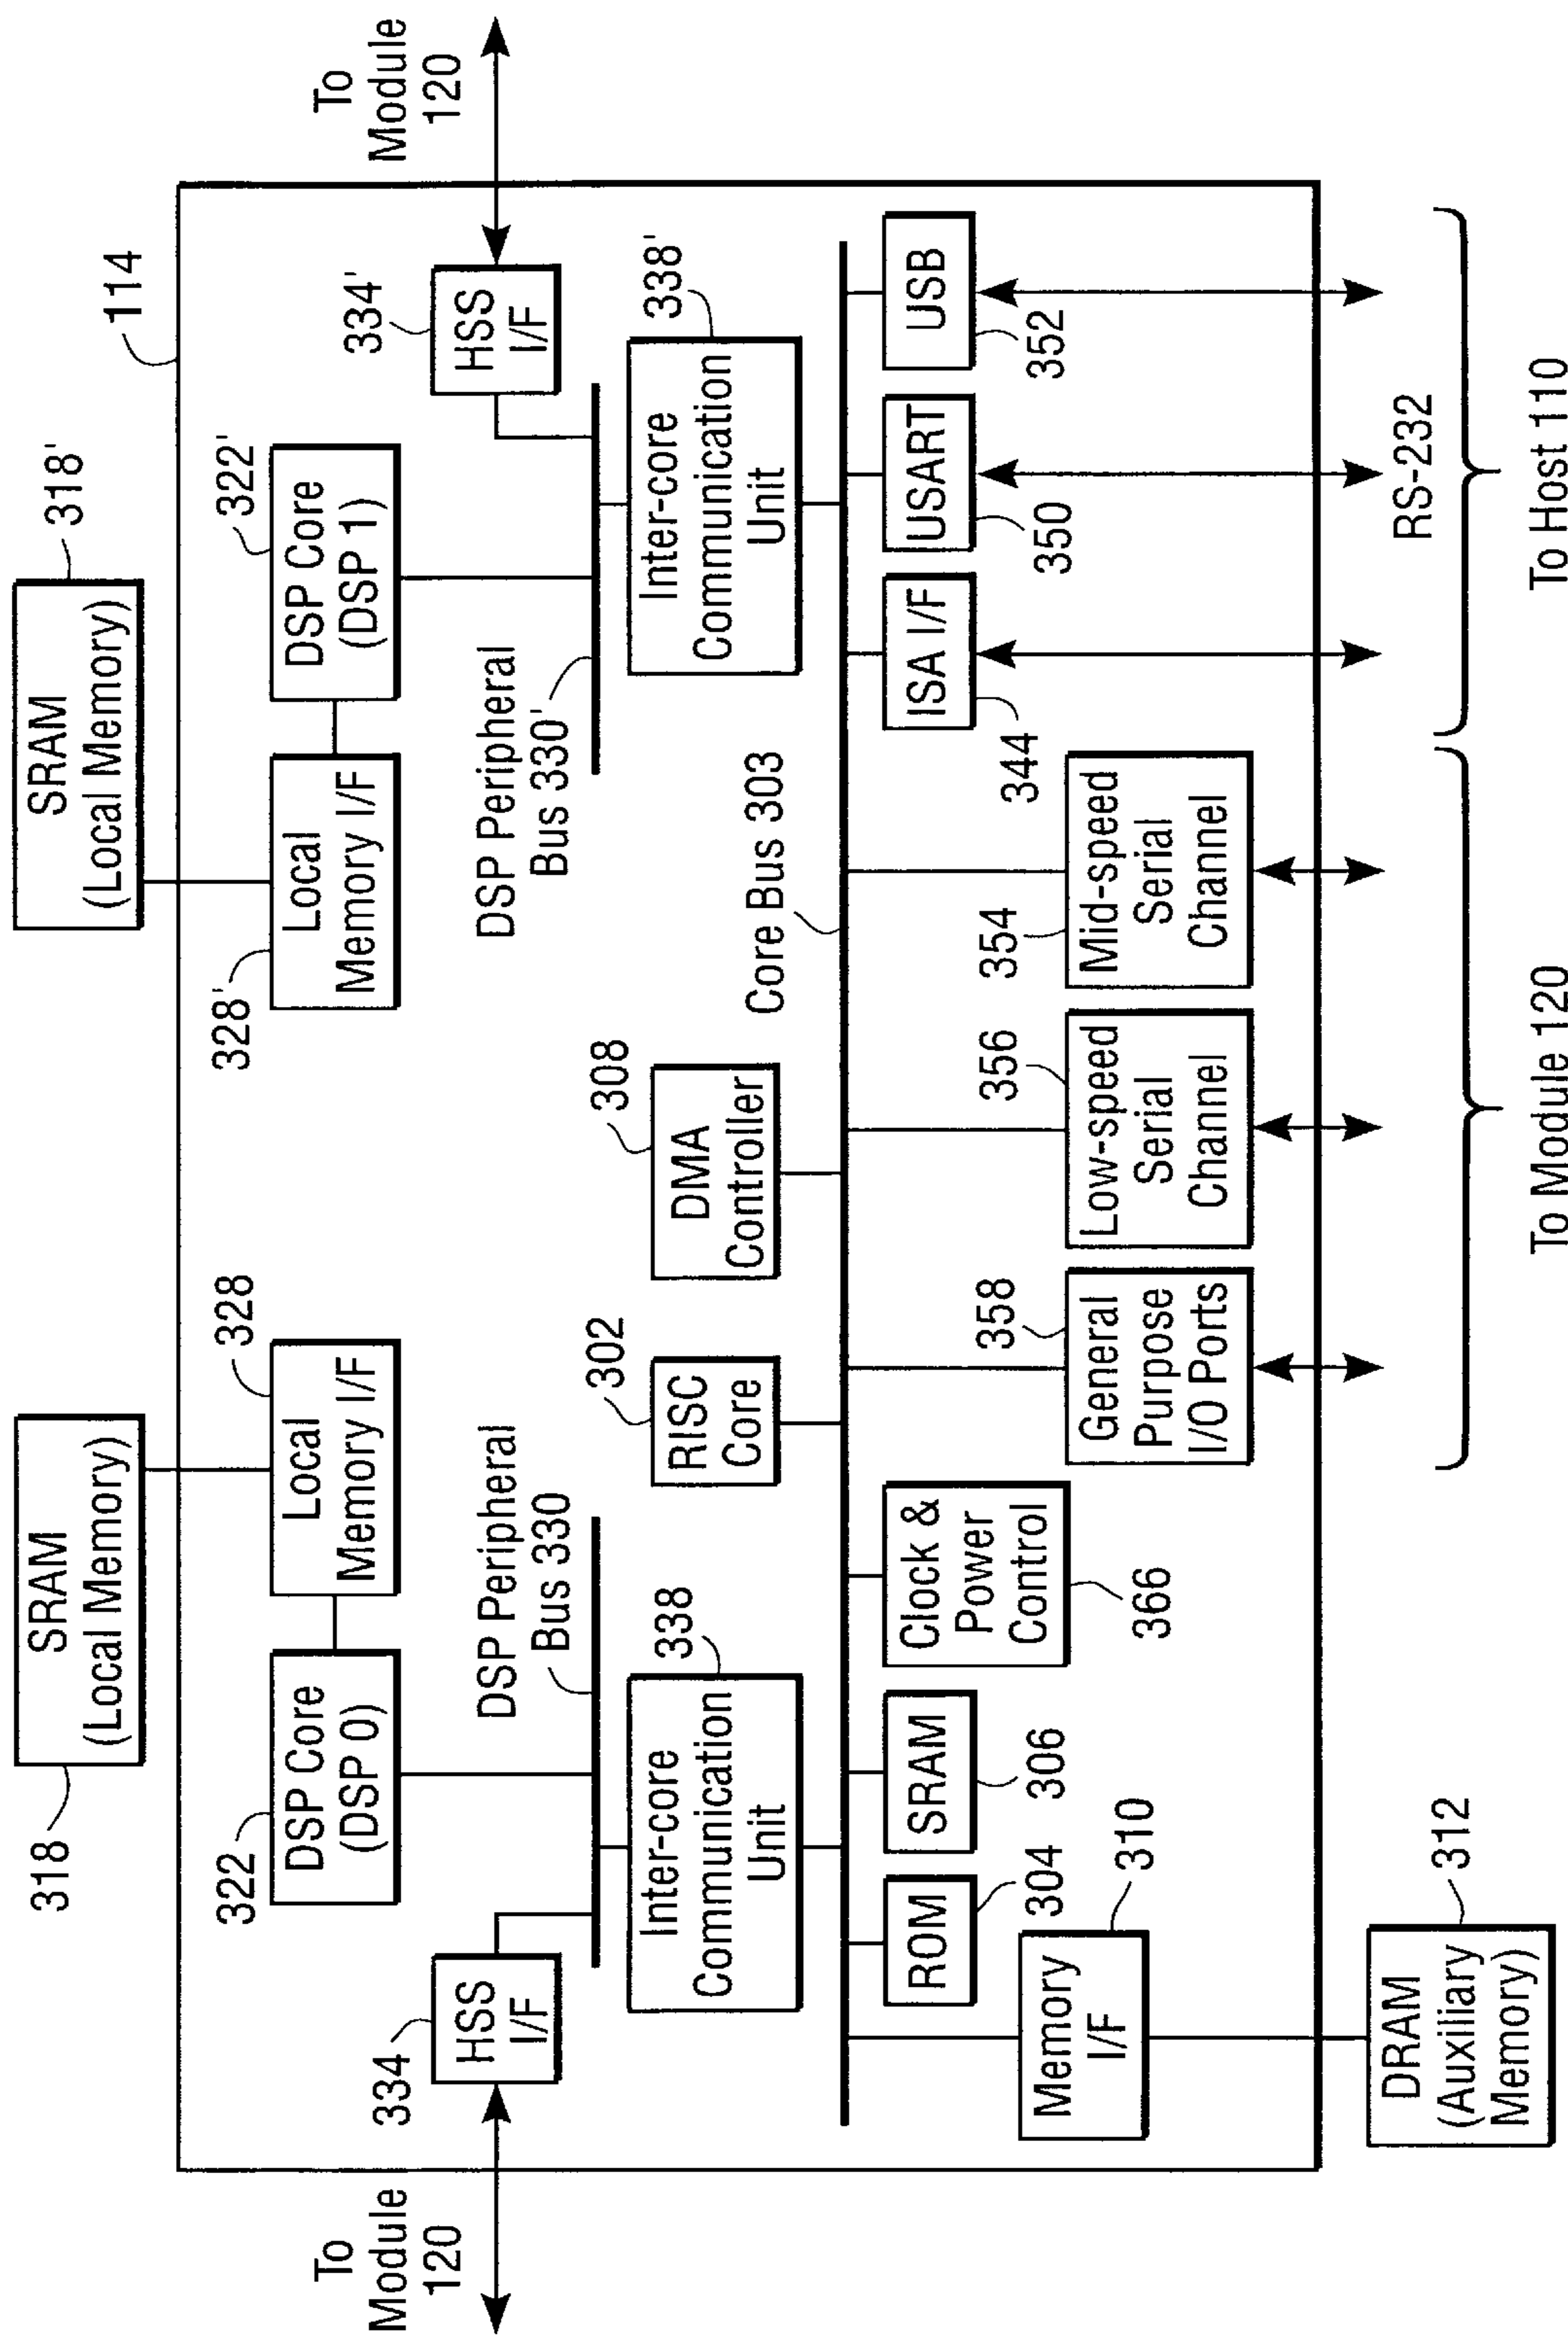 SRAM
(Local Memory)
318
SRAM
(Local Memory)
318'
114
322
DSP Core
(DSP 0)
Local
Memory I/F
328
328'
Local
Memory I/F
DSP Core
(DSP 1)
322'
To
Module
120
334
HSS
I/F
DSP Peripheral
Bus 330
DSP Peripheral
Bus 330'
334'
HSS
I/F
To
Module
120
Inter-core
Communication
Unit
338
302
RISC
Core
308
DMA
Controller
Inter-core
Communication
Unit
338'
Core Bus 303
ROM
304
SRAM
306
Clock &
Power
Control
366
ISA I/F
344
USART
350
USB
352
Memory
I/F
310
358
General
Purpose
I/O Ports
356
Low-speed
Serial
Channel
354
Mid-speed
Serial
Channel
DRAM
(Auxiliary
Memory)
312
RS-232
To Module 120
To Host 110